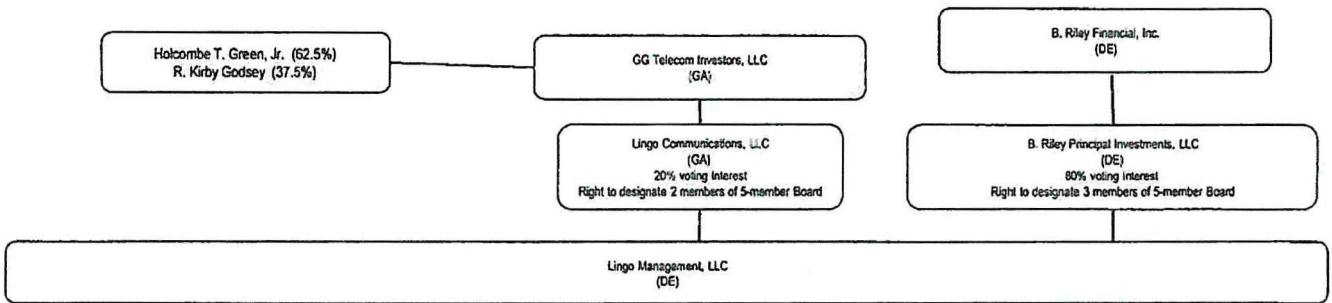 Holcombe T. Green, Jr. (62.5%)
R. Kirby Godsey (37.5%)
GG Telecom Investors, LLC
(GA)
B. Riley Financial, Inc.
(DE)
Lingo Communications, LLC
(GA)
20% voting interest
Right to designate 2 members of 5-member Board
B. Riley Principal Investments, LLC
(DE)
80% voting interest
Right to designate 3 members of 5-member Board
Lingo Management, LLC
(DE)